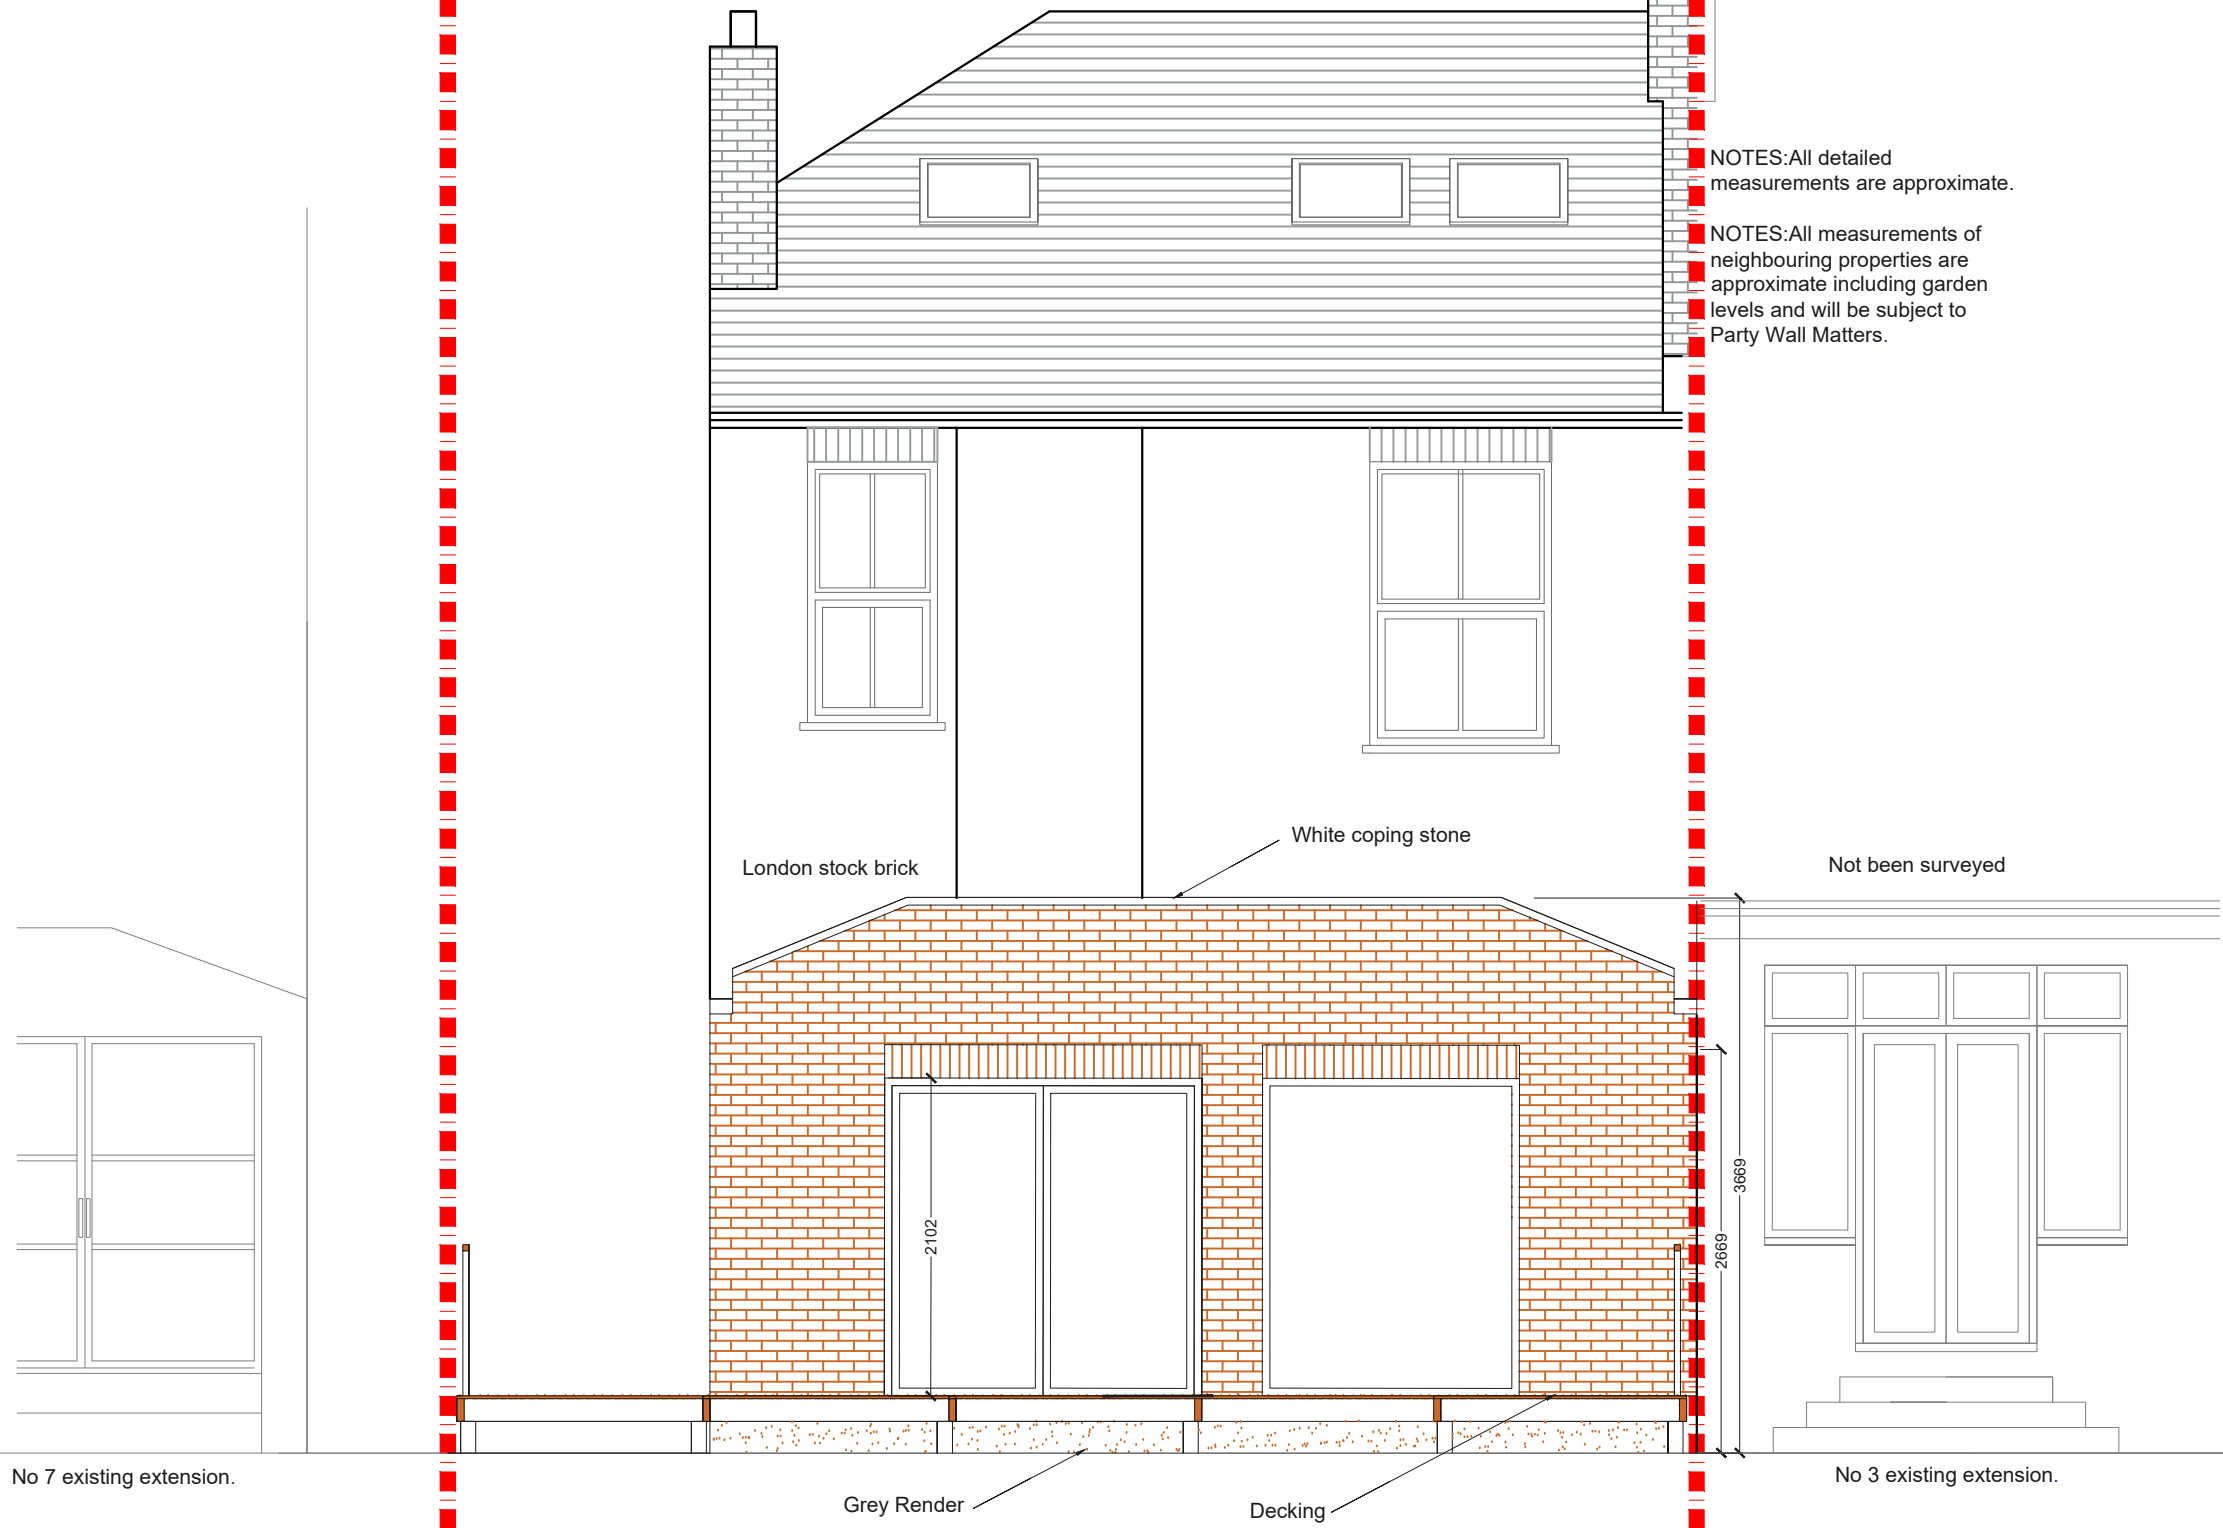 NOTES:All detailed
measurements are approximate.
NOTES:All measurements of
neighbouring properties are
approximate including garden
levels and will be subject to
Party Wall Matters.
White coping stone
London stock brick
Not been surveyed
3669
2102
2669
No 7 existing extension.
No 3 existing extension.
Grey Render
Decking